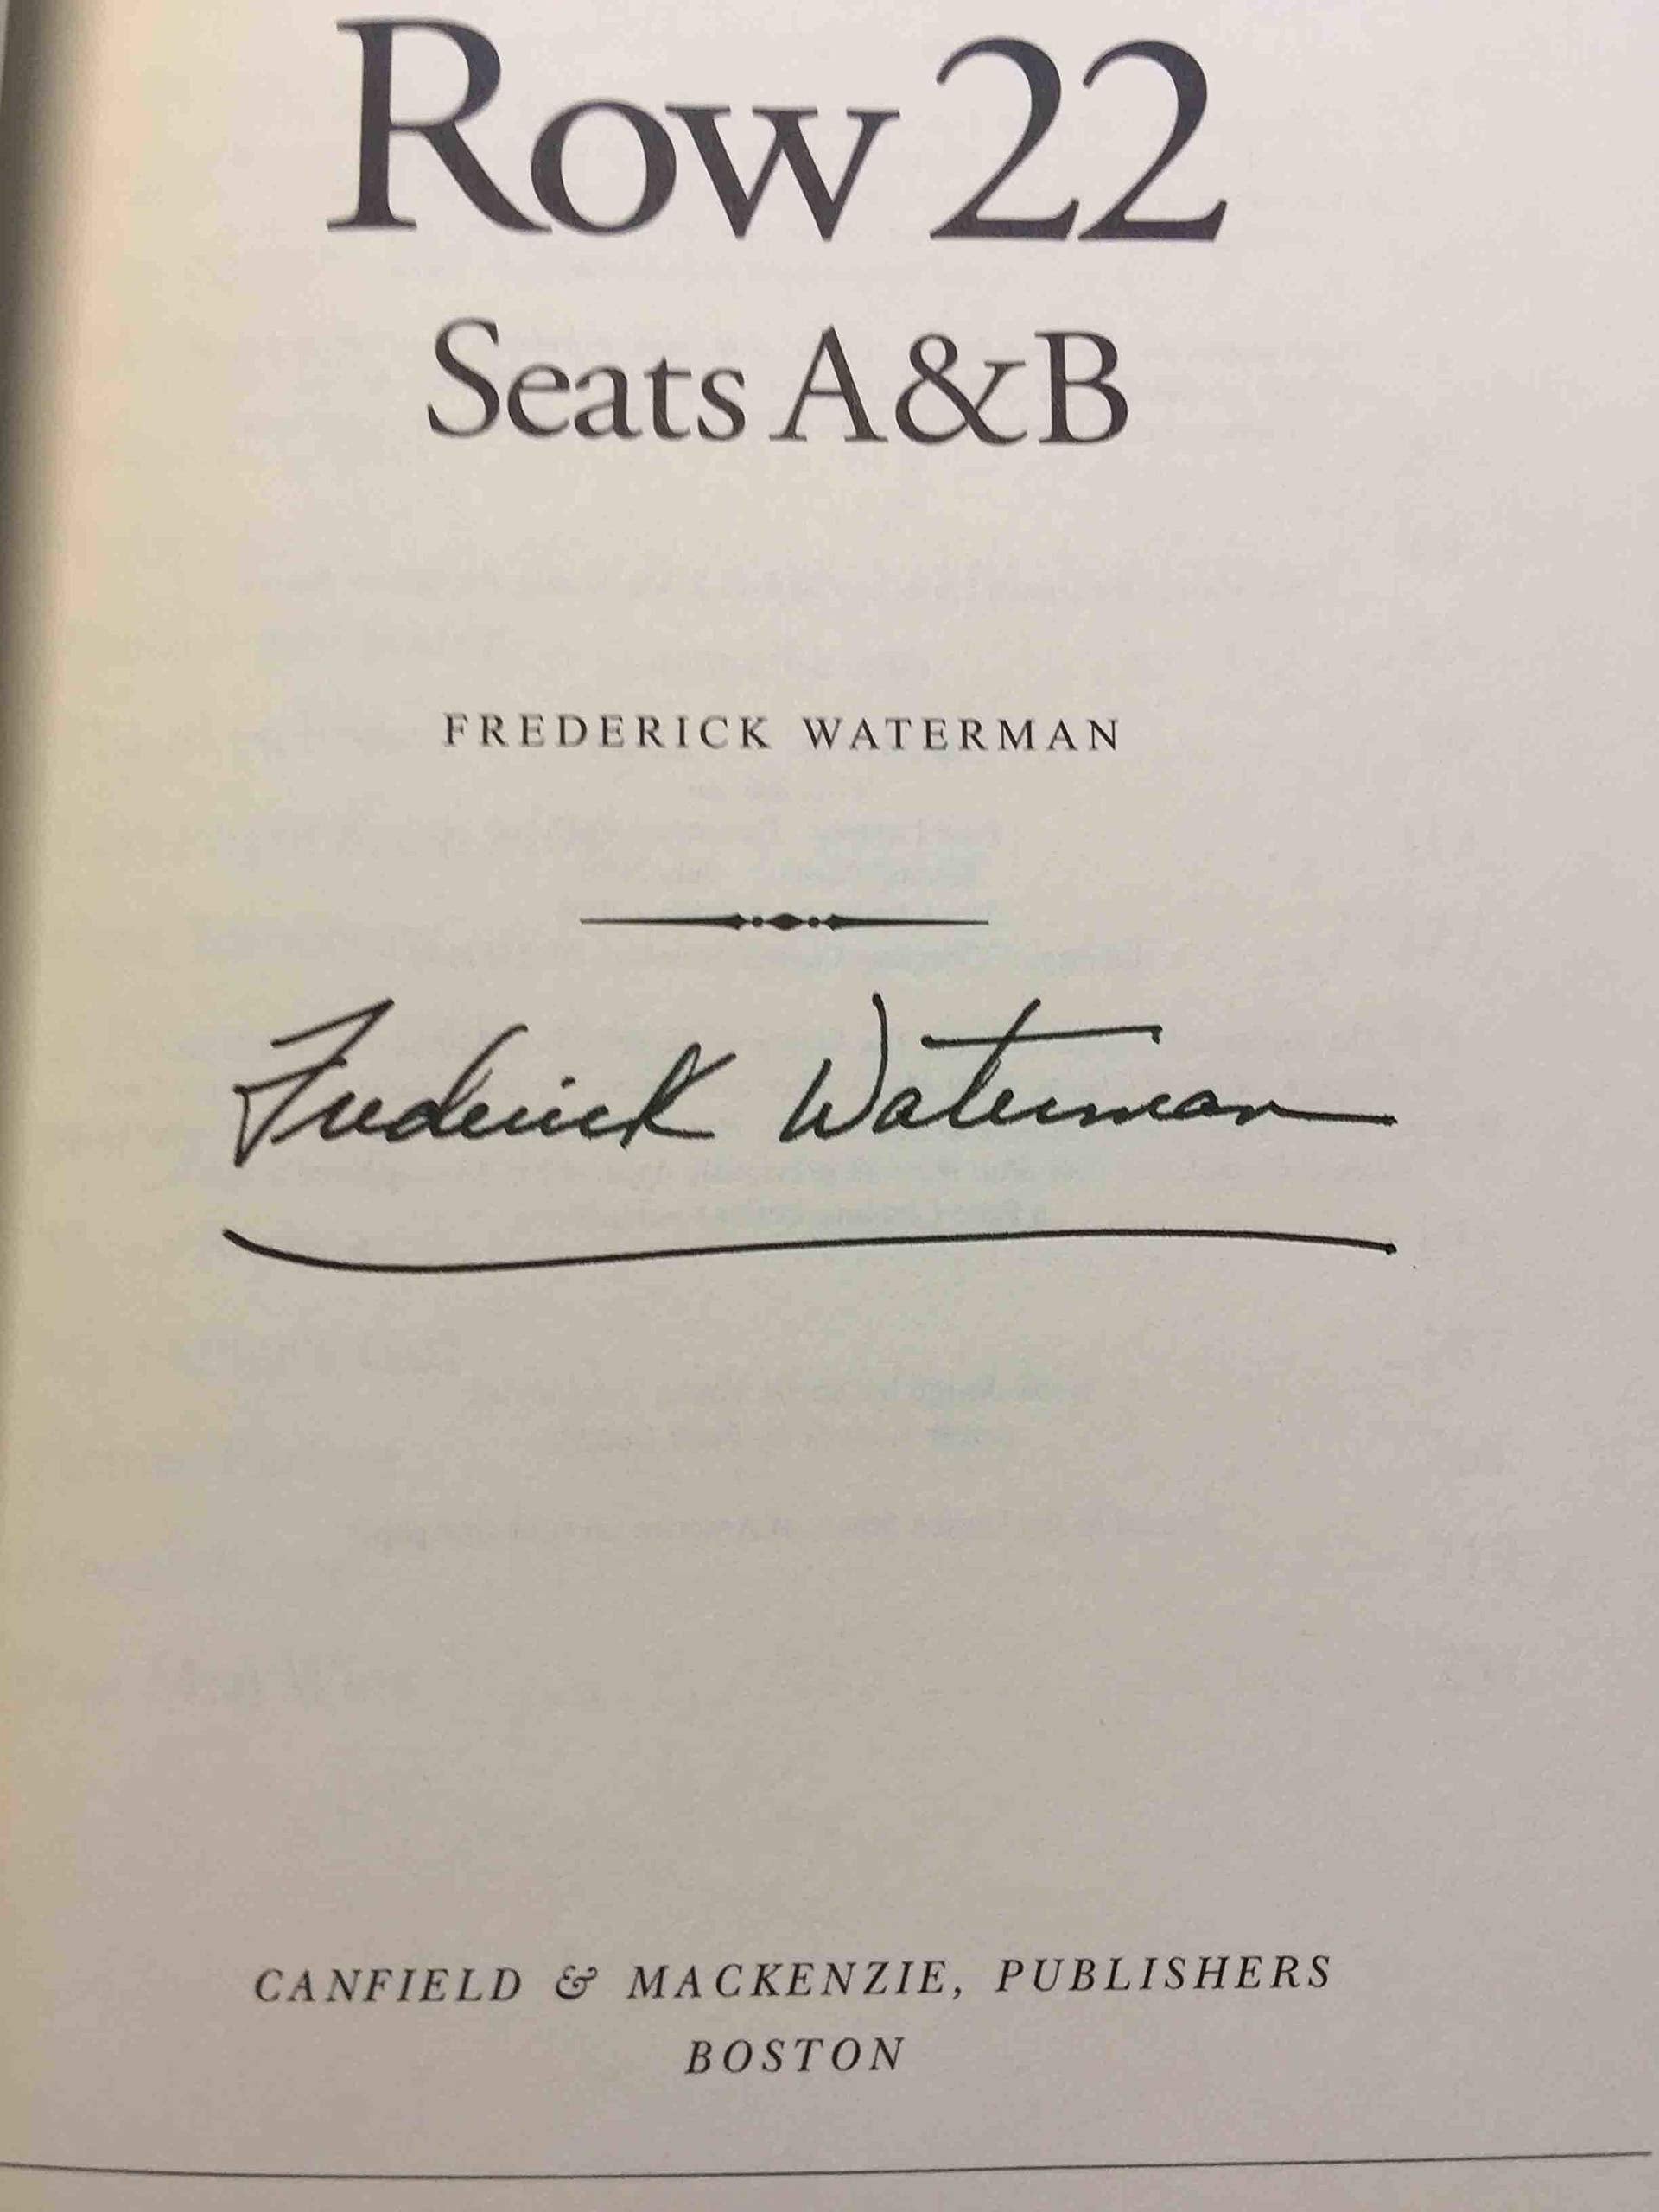 Row 22
Seats A&B
FREDERICK WATERMAN
Frederick Waterman
CANFIELD & MACKENZIE, PUBLISHERS
BOSTON